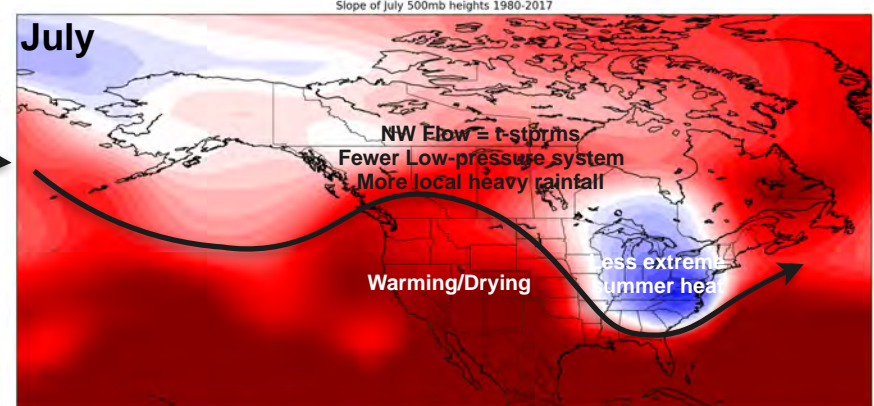 Slope of July 500mb heights 1980-2017
July
NW Flow = t-storms
Fewer Low-pressure system
More local heavy rainfall
Less extreme
summer heat
Warming/Drying